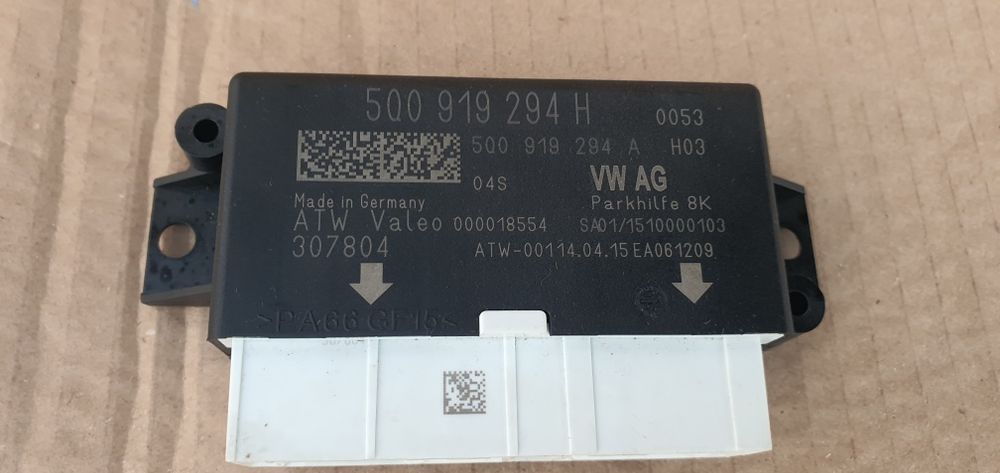 5Q0 919 294 H 0053
5Q0 919 294 A H03
04S VW AG
Made in Germany Parkhilfe 8K
ATW Valeo 000018554 SA01/1510000103
307804 ATW-00114.04.15EA061209
>PA66 GF15<